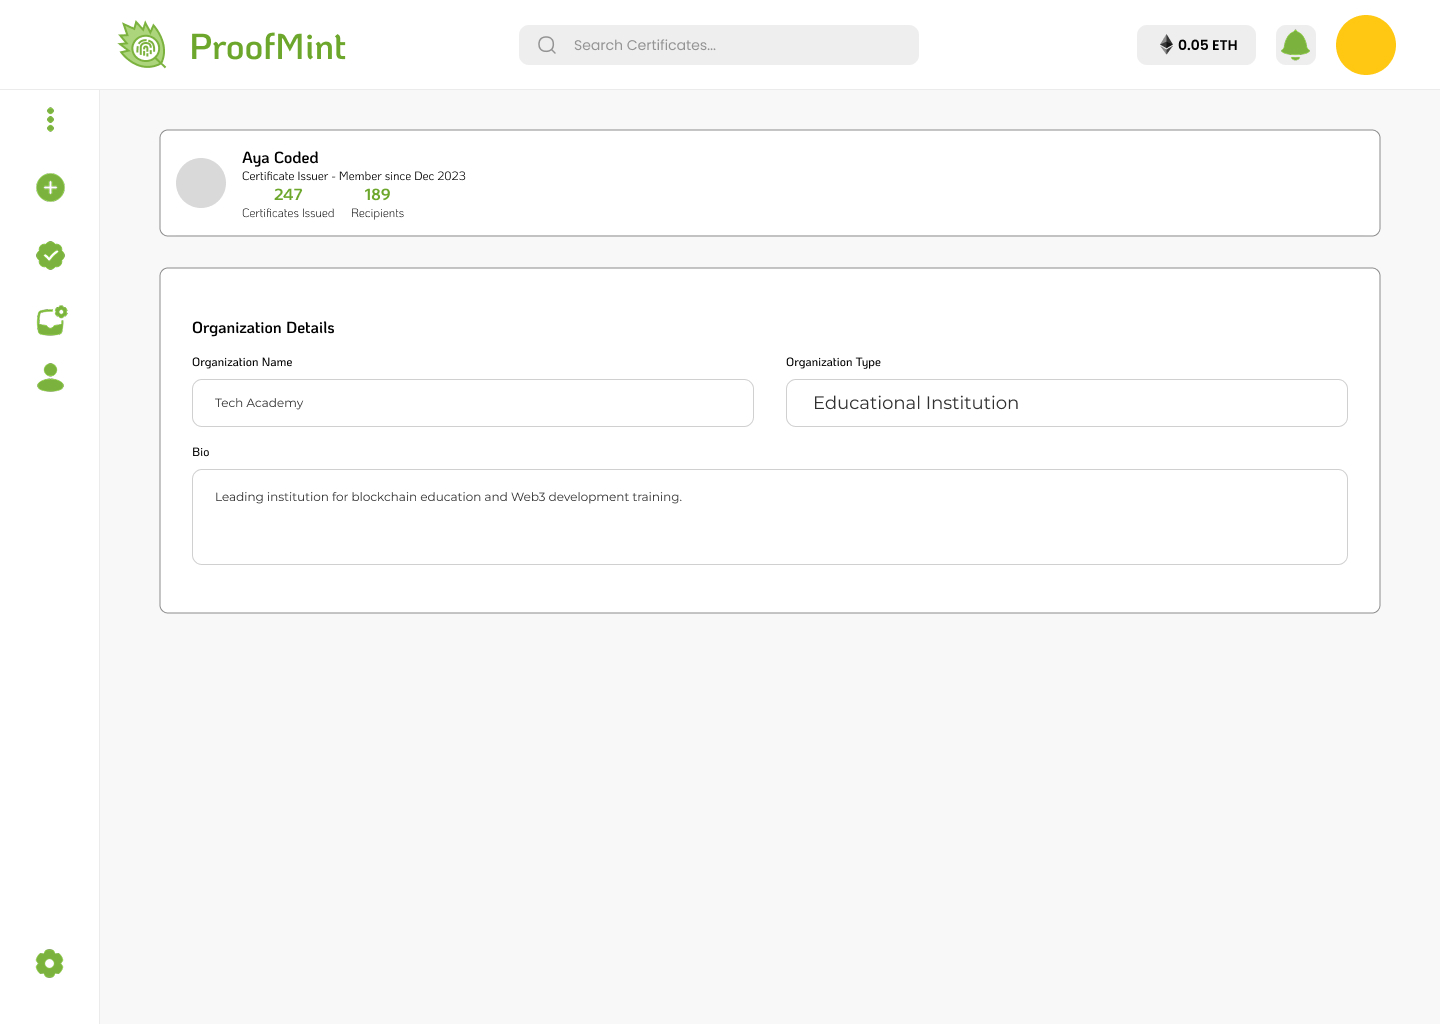 ProofMint
Search Certificates...
0.05 ETH
Aya Coded
Certificate Issuer - Member since Dec 2023
247 189
Certificates Issued Recipients
Organization Details
Organization Name Organization Type
Tech Academy Educational Institution
Bio
Leading institution for blockchain education and Web3 development training.